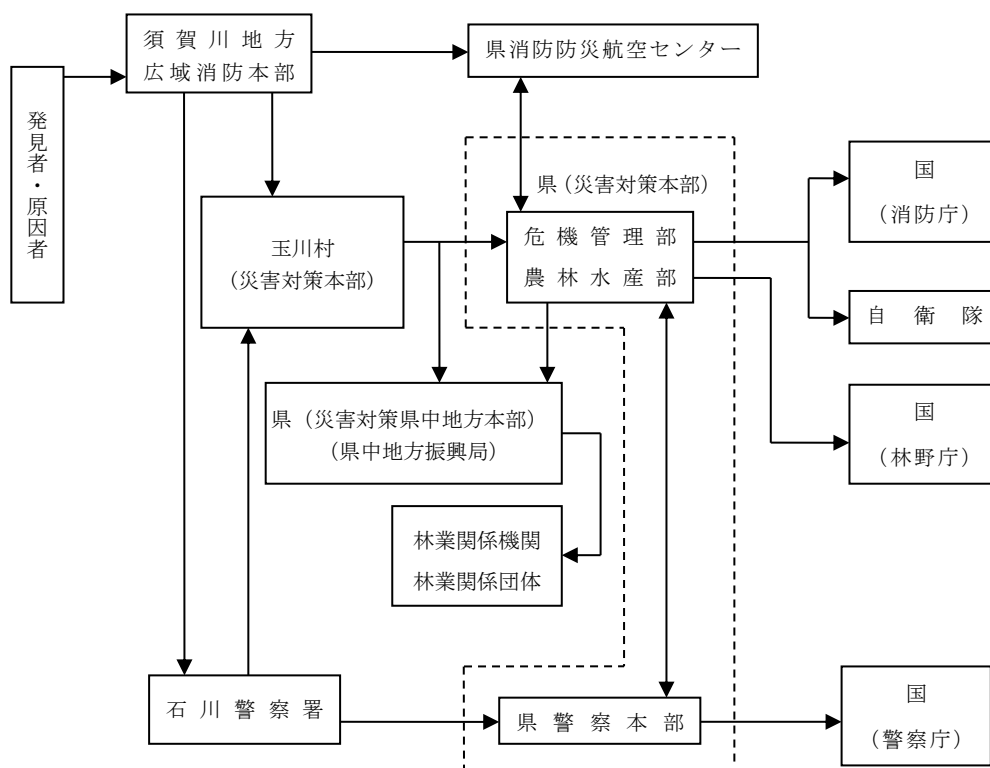 須賀川地方
広域消防本部
県消防防災航空センター
発見者・原因者
県（災害対策本部）
国
（消防庁）
玉川村
（災害対策本部）
危機管理部
農林水産部
自衛隊
県（災害対策県中地方本部）
（県中地方振興局）
国
（林野庁）
林業関係機関
林業関係団体
石川警察署
県警察本部
国
（警察庁）